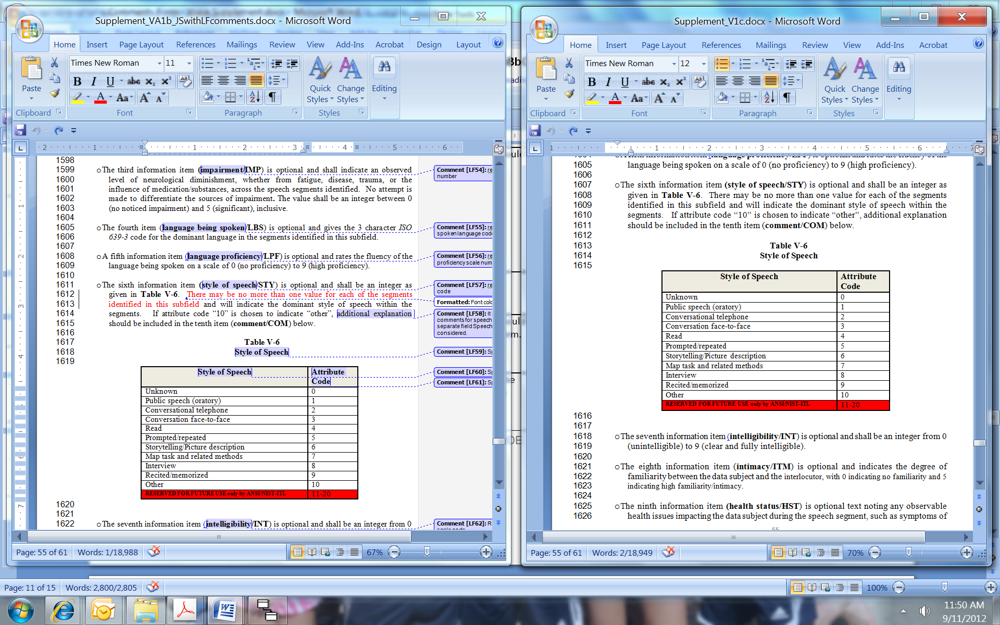 Supplement_VA1b_JSwithLFcomments.docx - Microsoft Word
Home Insert Page Layout References Mailings Review View Add-Ins Acrobat Design Layout
Times New Roman 11
Paste
Quick Styles
Change Styles
Editing
Clipboard Font Paragraph Styles
2 1 1 2 3 4 5 6
1598
1599 o The third information item (impairment/IMP) is optional and shall indicate an observed
1600 level of neurological diminishment, whether from fatigue, disease, trauma, or the
1601 influence of medication/substances, across the speech segments identified. No attempt is
1602 made to differentiate the sources of impairment. The value shall be an integer between 0
1603 (no noticed impairment) and 5 (significant), inclusive.
1604
1605 o The fourth item (language being spoken/LBS) is optional and gives the 3 character ISO
1606 639-3 code for the dominant language in the segments identified in this subfield.
1607
1608 o A fifth information item (language proficiency/LPF) is optional and rates the fluency of the
1609 language being spoken on a scale of 0 (no proficiency) to 9 (high proficiency).
1610
1611 o The sixth information item (style of speech/STY) is optional and shall be an integer as
1612 given in Table V-6. There may be no more than one value for each of the segments
1613 identified in this subfield and will indicate the dominant style of speech within the
1614 segments. If attribute code “10” is chosen to indicate “other”, additional explanation
1615 should be included in the tenth item (comment/COM) below.
1616
1617 Table V-6
1618 Style of Speech
1619
Style of Speech Attribute Code
Unknown 0
Public speech (oratory) 1
Conversational telephone 2
Conversation face-to-face 3
Read 4
Prompted/repeated 5
Storytelling/Picture description 6
Map task and related methods 7
Interview 8
Recited/memorized 9
Other 10
RESERVED FOR FUTURE USE only by ANSI/NIST-ITL 11-20
1620
1621
1622 o The seventh information item (intelligibility/INT) is optional and shall be an integer from 0
Comment [LF54]: re
number
Comment [LF55]: re
spoken language code
Comment [LF56]: re
proficiency scale num
Comment [LF57]: re
code
Formatted: Font colo
Comment [LF58]: It
comments for speech
separate field Speech
considered.
Comment [LF59]: Sp
Comment [LF60]: Sp
Comment [LF61]: Sp
Comment [LF62]: R
Page: 55 of 61 Words: 1/18,988 67%
Supplement_V1c.docx - Microsoft Word
Home Insert Page Layout References Mailings Review View Add-Ins Acrobat
Times New Roman 12
Paste
Quick Styles
Change Styles
Editing
Clipboard Font Paragraph Styles
1 1 2 3 4 5 6 7
1605 language being spoken on a scale of 0 (no proficiency) to 9 (high proficiency).
1606
1607 o The sixth information item (style of speech/STY) is optional and shall be an integer as
1608 given in Table V-6. There may be no more than one value for each of the segments
1609 identified in this subfield and will indicate the dominant style of speech within the
1610 segments. If attribute code “10” is chosen to indicate “other”, additional explanation
1611 should be included in the tenth item (comment/COM) below.
1612
1613 Table V-6
1614 Style of Speech
1615
Style of Speech Attribute Code
Unknown 0
Public speech (oratory) 1
Conversational telephone 2
Conversation face-to-face 3
Read 4
Prompted/repeated 5
Storytelling/Picture description 6
Map task and related methods 7
Interview 8
Recited/memorized 9
Other 10
RESERVED FOR FUTURE USE only by ANSI/NIST-ITL 11-20
1616
1617
1618 o The seventh information item (intelligibility/INT) is optional and shall be an integer from 0
1619 (unintelligible) to 9 (clear and fully intelligible).
1620
1621 o The eighth information item (intimacy/ITM) is optional and indicates the degree of
1622 familiarity between the data subject and the interlocutor, with 0 indicating no familiarity and 5
1623 indicating high familiarity/intimacy.
1624
1625 o The ninth information item (health status/HST) is optional text noting any observable
1626 health issues impacting the data subject during the speech segment, such as symptoms of
Page: 55 of 61 Words: 2/18,949 70%
Page: 11 of 15 Words: 2,800/2,805 100%
11:50 AM
9/11/2012